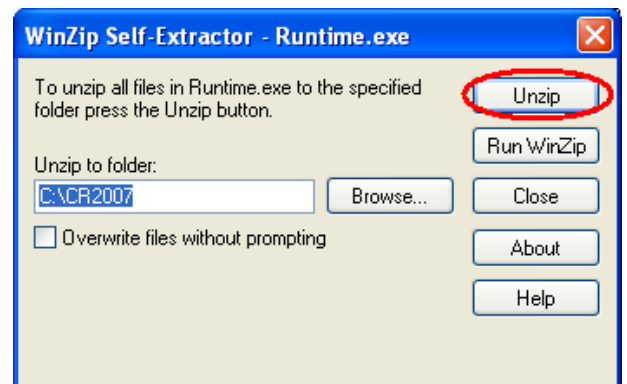 WinZip Self-Extractor - Runtime.exe
To unzip all files in Runtime.exe to the specified
folder press the Unzip button.
Unzip to folder:
C:\CR2007
Browse...
Overwrite files without prompting
Unzip
Run WinZip
Close
About
Help